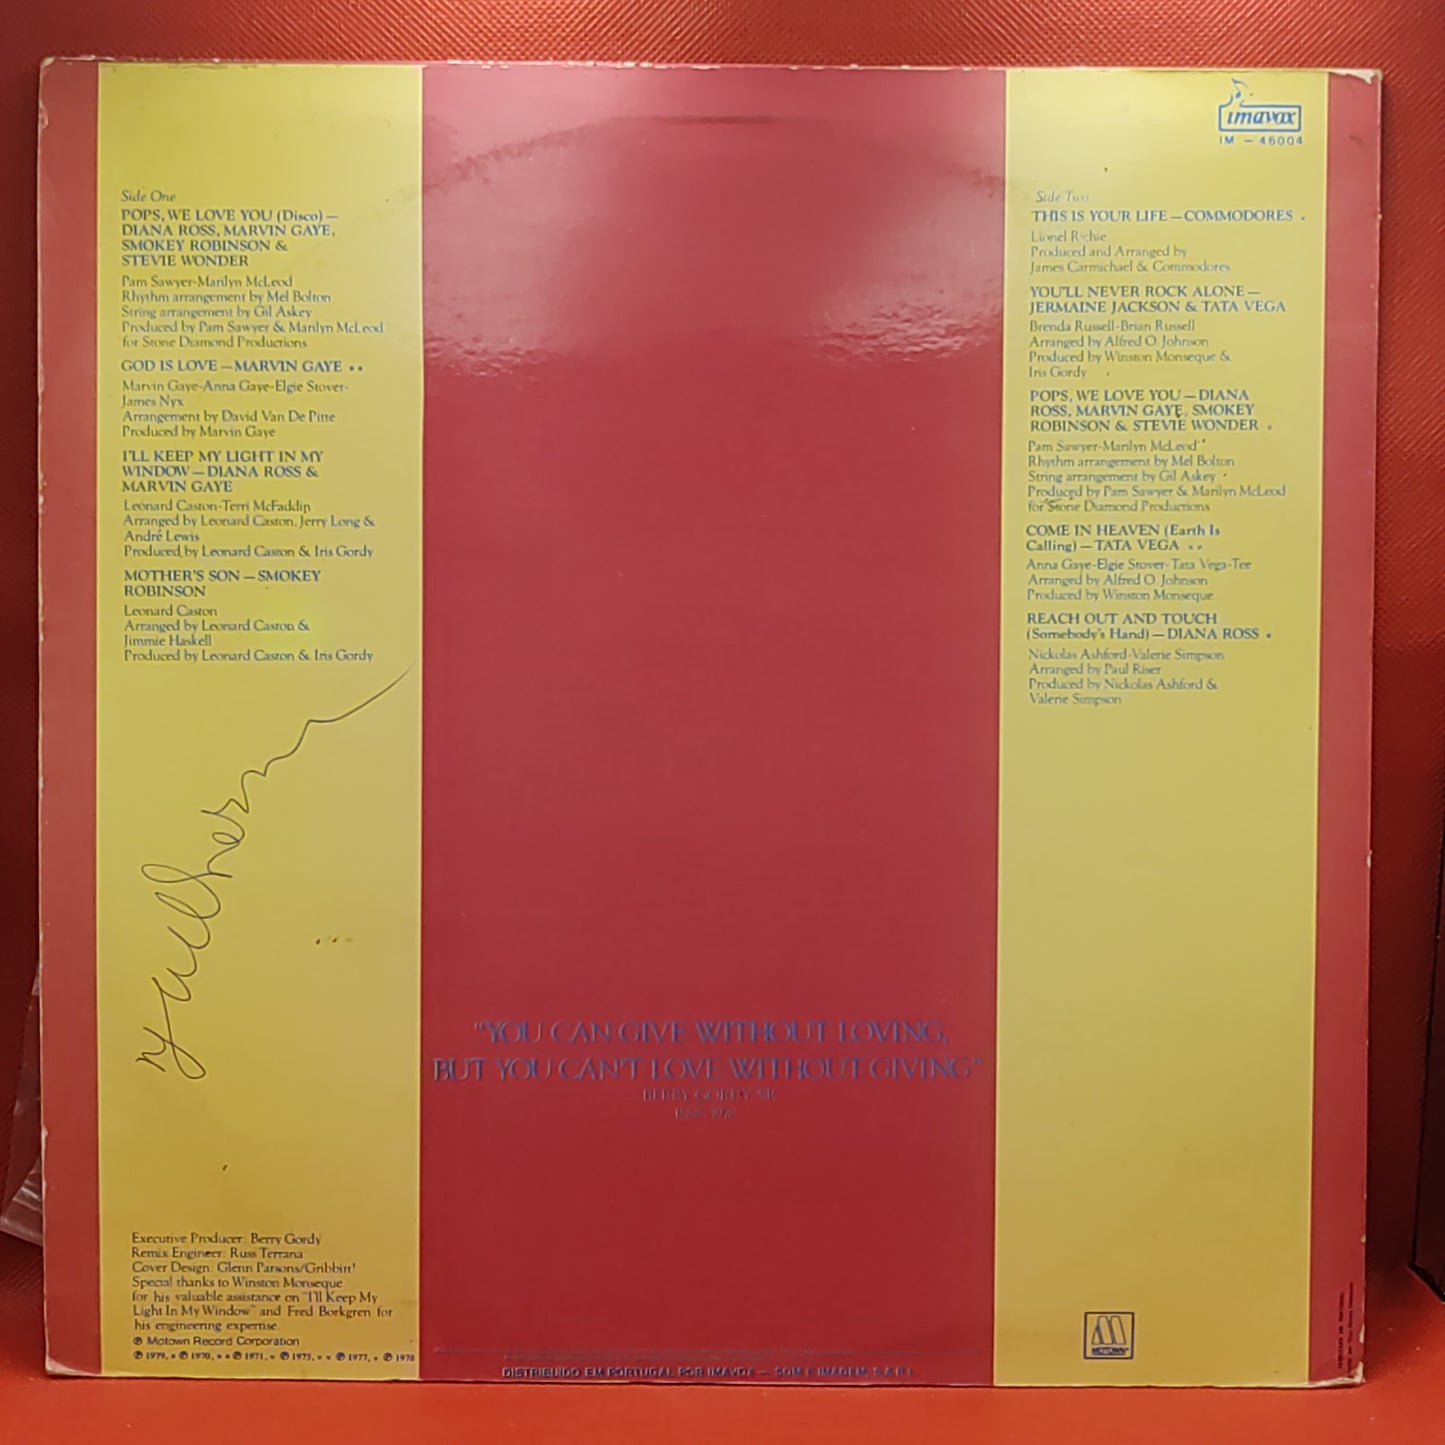 Side One
POPS, WE LOVE YOU (Disco) —
DIANA ROSS, MARVIN GAYE,
SMOKEY ROBINSON &
STEVIE WONDER
Pam Sawyer-Marilyn McLeod
Rhythm arrangement by Mel Bolton
String arrangement by Gil Askey
Produced by Pam Sawyer & Marilyn McLeod
for Stone Diamond Productions
GOD IS LOVE — MARVIN GAYE • •
Marvin Gaye-Anna Gaye-Elgie Stover-
James Nyx
Arrangement by David Van De Pitte
Produced by Marvin Gaye
I'LL KEEP MY LIGHT IN MY
WINDOW — DIANA ROSS &
MARVIN GAYE
Leonard Caston-Terri McFaddin
Arranged by Leonard Caston, Jerry Long &
André Lewis
Produced by Leonard Caston & Iris Gordy
MOTHER'S SON — SMOKEY
ROBINSON
Leonard Caston
Arranged by Leonard Caston &
Jimmie Haskell
Produced by Leonard Caston & Iris Gordy
Executive Producer: Berry Gordy
Remix Engineer: Russ Terrana
Cover Design: Glenn Parsons/Gribbitt!
Special thanks to Winston Monseque
for his valuable assistance on "I'll Keep My
Light In My Window" and Fred Borkgren for
his engineering expertise.
℗ Motown Record Corporation
℗ 1979, • ℗ 1970, • • ℗ 1971, × ℗ 1975, × × ℗ 1977, + ℗ 1978
"YOU CAN GIVE WITHOUT LOVING,
BUT YOU CAN'T LOVE WITHOUT GIVING"
BERRY GORDY SR.
1888-1978
DISTRIBUÍDO EM PORTUGAL POR IMAVOX — SOM E IMAGEM, S.A.R.L.
imavox
IM — 46004
Side Two
THIS IS YOUR LIFE — COMMODORES
Lionel Richie
Produced and Arranged by
James Carmichael & Commodores
YOU'LL NEVER ROCK ALONE —
JERMAINE JACKSON & TATA VEGA
Brenda Russell-Brian Russell
Arranged by Alfred O. Johnson
Produced by Winston Monseque &
Iris Gordy
POPS, WE LOVE YOU — DIANA
ROSS, MARVIN GAYE, SMOKEY
ROBINSON & STEVIE WONDER
Pam Sawyer-Marilyn McLeod
Rhythm arrangement by Mel Bolton
String arrangement by Gil Askey
Produced by Pam Sawyer & Marilyn McLeod
for Stone Diamond Productions
COME IN HEAVEN (Earth Is
Calling) — TATA VEGA
Anna Gaye-Elgie Stover-Tata Vega-Tee
Arranged by Alfred O. Johnson
Produced by Winston Monseque
REACH OUT AND TOUCH
(Somebody's Hand) — DIANA ROSS •
Nickolas Ashford-Valerie Simpson
Arranged by Paul Riser
Produced by Nickolas Ashford &
Valerie Simpson
MOTOWN